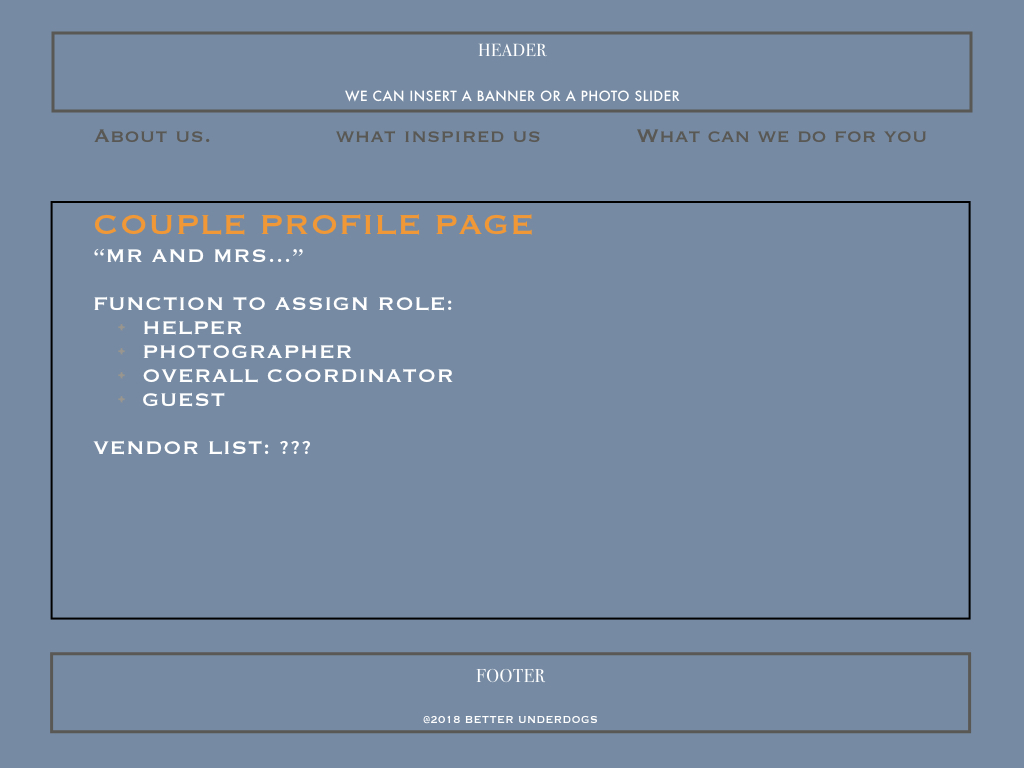 HEADER
WE CAN INSERT A BANNER OR A PHOTO SLIDER
About us. what inspired us What can we do for you
COUPLE PROFILE PAGE
“MR AND MRS...”
FUNCTION TO ASSIGN ROLE:
HELPER
PHOTOGRAPHER
OVERALL COORDINATOR
GUEST
VENDOR LIST: ???
FOOTER
©2018 BETTER UNDERDOGS